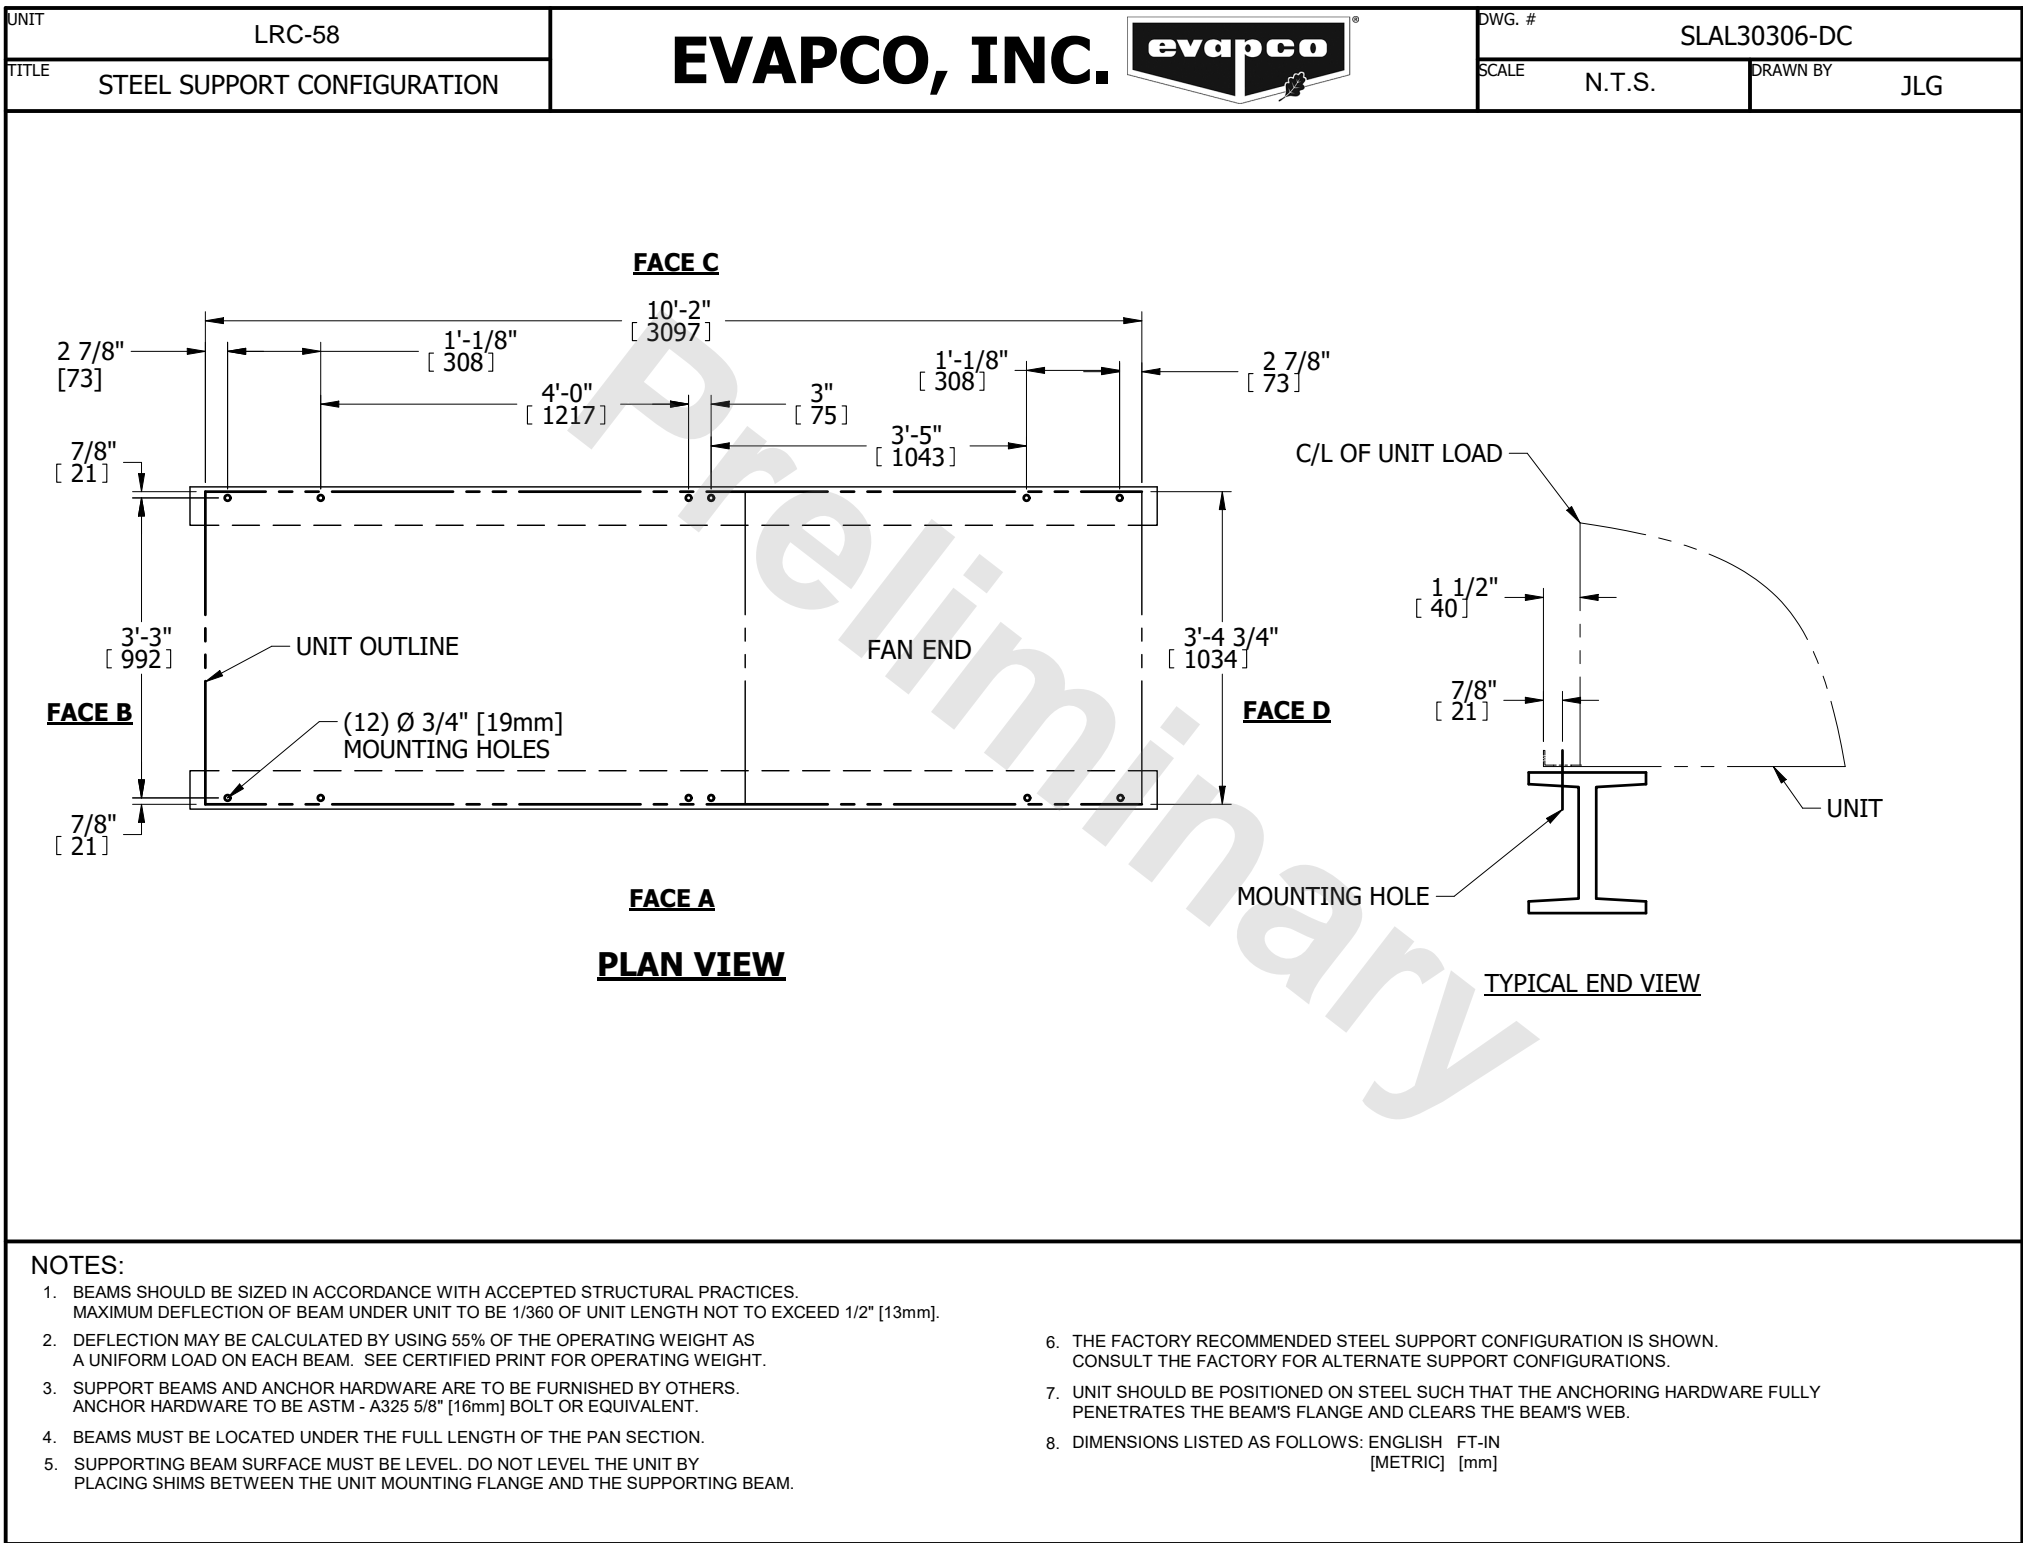 UNIT
LRC-58
TITLE
STEEL SUPPORT CONFIGURATION
EVAPCO, INC.
evapco
®
DWG. #
SLAL30306-DC
SCALE
N.T.S.
DRAWN BY
JLG
FACE C
10'-2"
[ 3097 ]
2 7/8"
[73]
1'-1/8"
[ 308 ]
1'-1/8"
[ 308 ]
2 7/8"
[ 73 ]
4'-0"
[ 1217 ]
3"
[ 75 ]
3'-5"
[ 1043 ]
7/8"
[ 21 ]
C/L OF UNIT LOAD
1 1/2"
[ 40 ]
3'-3"
[ 992 ]
UNIT OUTLINE
FAN END
3'-4 3/4"
[ 1034 ]
7/8"
[ 21 ]
FACE B
(12) Ø 3/4" [19mm]
MOUNTING HOLES
FACE D
7/8"
[ 21 ]
UNIT
MOUNTING HOLE
FACE A
PLAN VIEW
TYPICAL END VIEW
Preliminary
NOTES:
1. BEAMS SHOULD BE SIZED IN ACCORDANCE WITH ACCEPTED STRUCTURAL PRACTICES.
MAXIMUM DEFLECTION OF BEAM UNDER UNIT TO BE 1/360 OF UNIT LENGTH NOT TO EXCEED 1/2" [13mm].
2. DEFLECTION MAY BE CALCULATED BY USING 55% OF THE OPERATING WEIGHT AS
A UNIFORM LOAD ON EACH BEAM. SEE CERTIFIED PRINT FOR OPERATING WEIGHT.
3. SUPPORT BEAMS AND ANCHOR HARDWARE ARE TO BE FURNISHED BY OTHERS.
ANCHOR HARDWARE TO BE ASTM - A325 5/8" [16mm] BOLT OR EQUIVALENT.
4. BEAMS MUST BE LOCATED UNDER THE FULL LENGTH OF THE PAN SECTION.
5. SUPPORTING BEAM SURFACE MUST BE LEVEL. DO NOT LEVEL THE UNIT BY
PLACING SHIMS BETWEEN THE UNIT MOUNTING FLANGE AND THE SUPPORTING BEAM.
6. THE FACTORY RECOMMENDED STEEL SUPPORT CONFIGURATION IS SHOWN.
CONSULT THE FACTORY FOR ALTERNATE SUPPORT CONFIGURATIONS.
7. UNIT SHOULD BE POSITIONED ON STEEL SUCH THAT THE ANCHORING HARDWARE FULLY
PENETRATES THE BEAM'S FLANGE AND CLEARS THE BEAM'S WEB.
8. DIMENSIONS LISTED AS FOLLOWS: ENGLISH FT-IN
[METRIC] [mm]